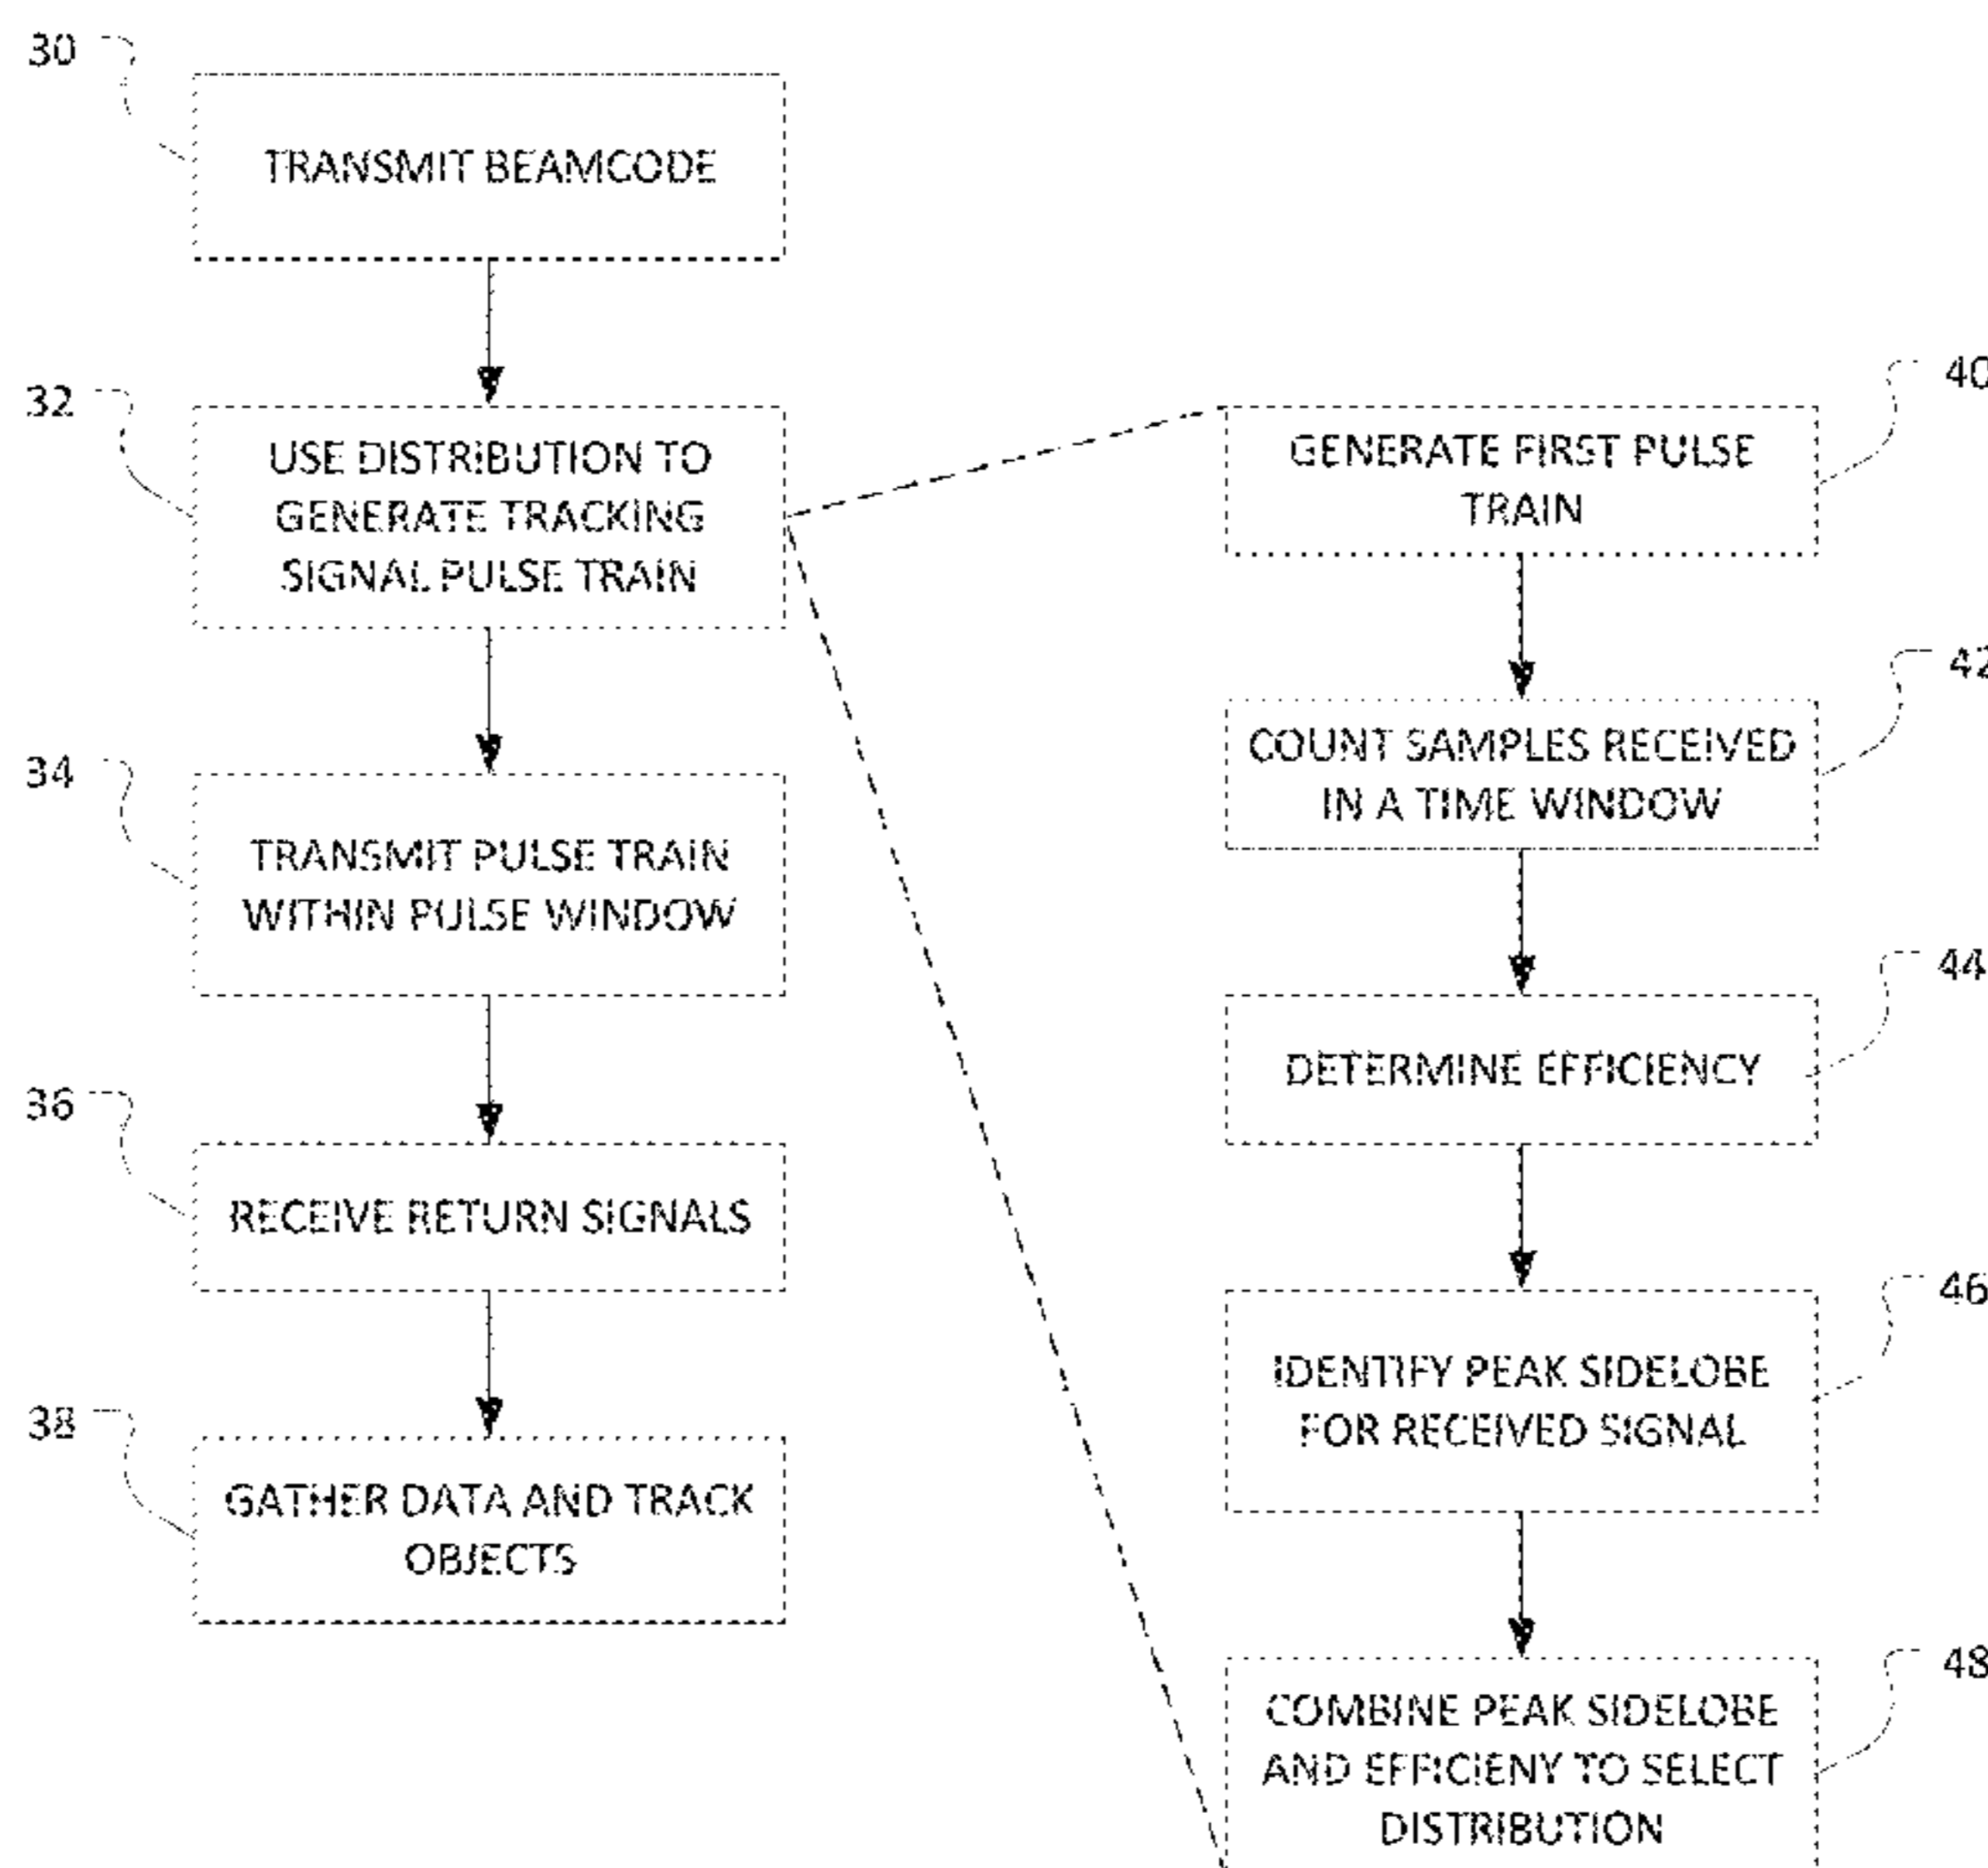 30
TRANSMIT BEAMCODE
32
USE DISTRIBUTION TO
GENERATE TRACKING
SIGNAL PULSE TRAIN
34
TRANSMIT PULSE TRAIN
WITHIN PULSE WINDOW
36
RECEIVE RETURN SIGNALS
38
GATHER DATA AND TRACK
OBJECTS
40
GENERATE FIRST PULSE
TRAIN
42
COUNT SAMPLES RECEIVED
IN A TIME WINDOW
44
DETERMINE EFFICIENCY
46
IDENTIFY PEAK SIDELOBE
FOR RECEIVED SIGNAL
48
COMBINE PEAK SIDELOBE
AND EFFICIENY TO SELECT
DISTRIBUTION